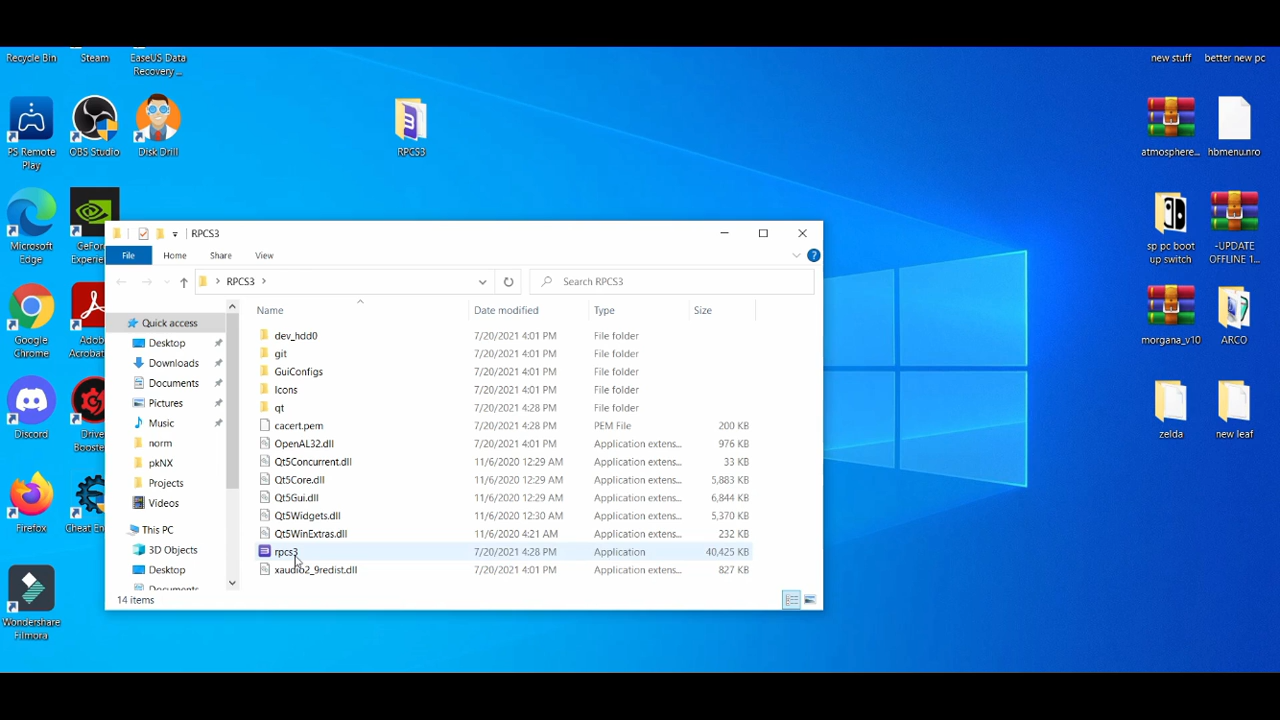 Recycle Bin
Steam
EaseUS Data
Recovery ...
new stuff
better new pc
PS Remote
Play
OBS Studio
Disk Drill
RPCS3
atmosphere...
hbmenu.nro
Microsoft
Edge
GeForce
Experie
sp pc boot
up switch
-UPDATE
OFFLINE 1...
Google
Chrome
Adob
Acroba
morgana_v10
ARCO
Discord
Drive
Booste
zelda
new leaf
Firefox
Cheat En
Wondershare
Filmora
RPCS3
File
Home
Share
View
RPCS3
Search RPCS3
Name
Date modified
Type
Size
Quick access
Desktop
Downloads
Documents
Pictures
Music
norm
pkNX
Projects
Videos
This PC
3D Objects
Desktop
Documents
dev_hdd0 7/20/2021 4:01 PM File folder
git 7/20/2021 4:01 PM File folder
GuiConfigs 7/20/2021 4:01 PM File folder
Icons 7/20/2021 4:01 PM File folder
qt 7/20/2021 4:28 PM File folder
cacert.pem 7/20/2021 4:28 PM PEM File 200 KB
OpenAL32.dll 7/20/2021 4:01 PM Application extens... 976 KB
Qt5Concurrent.dll 11/6/2020 12:29 AM Application extens... 33 KB
Qt5Core.dll 11/6/2020 12:29 AM Application extens... 5,883 KB
Qt5Gui.dll 11/6/2020 12:29 AM Application extens... 6,844 KB
Qt5Widgets.dll 11/6/2020 12:30 AM Application extens... 5,370 KB
Qt5WinExtras.dll 11/6/2020 4:21 AM Application extens... 232 KB
rpcs3 7/20/2021 4:28 PM Application 40,425 KB
xaudio2_9redist.dll 7/20/2021 4:01 PM Application extens... 827 KB
14 items